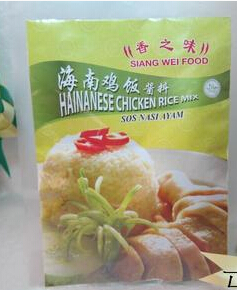 香之味
SIANG WEI FOOD
海南鸡饭酱料
HAINANESE CHICKEN RICE MIX
SOS NASI AYAM